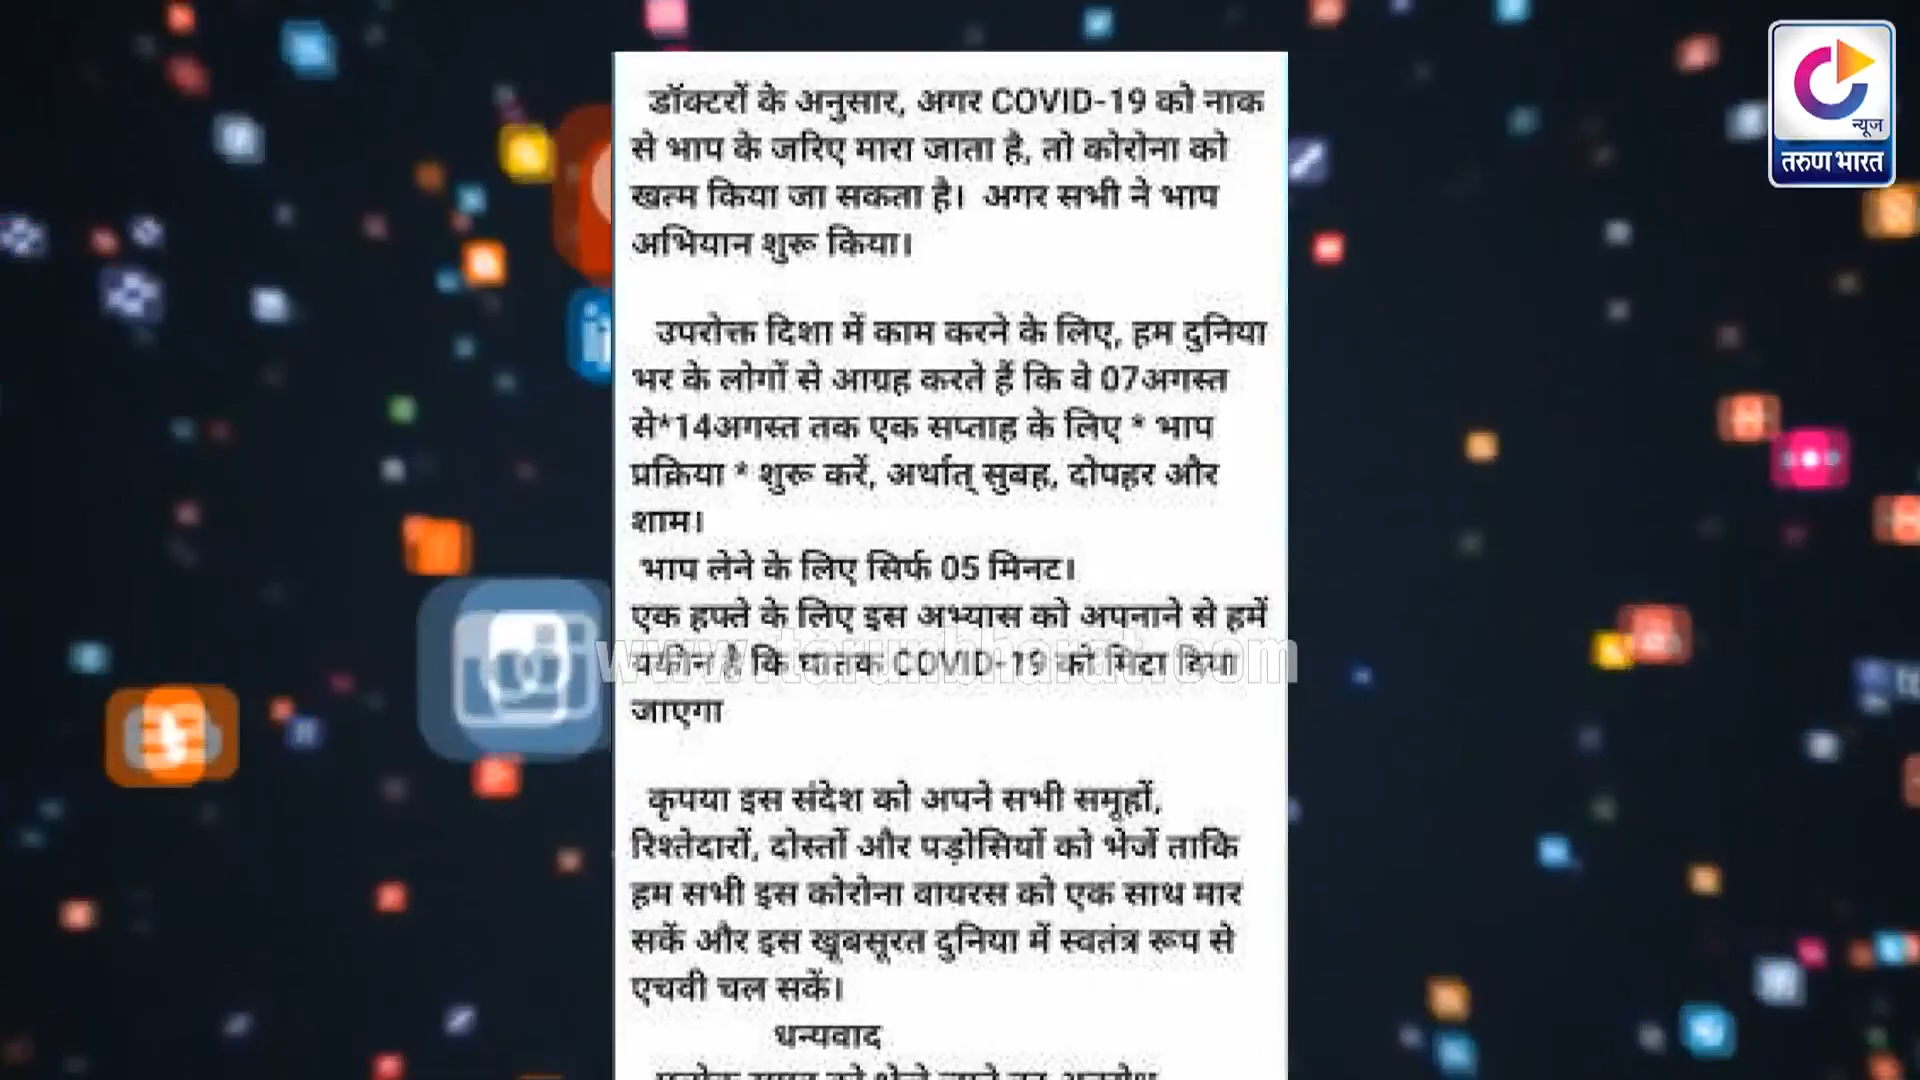 न्यूज
तरुण भारत
डॉक्टरों के अनुसार, अगर COVID-19 को नाक
से भाप के जरिए मारा जाता है, तो कोरोना को
खत्म किया जा सकता है। अगर सभी ने भाप
अभियान शुरू किया।
उपरोक्त दिशा में काम करने के लिए, हम दुनिया
भर के लोगों से आग्रह करते हैं कि वे 07अगस्त
से*14अगस्त तक एक सप्ताह के लिए * भाप
प्रक्रिया * शुरू करें, अर्थात् सुबह, दोपहर और
शाम।
भाप लेने के लिए सिर्फ 05 मिनट।
एक हफ्ते के लिए इस अभ्यास को अपनाने से हमें
यकीन है कि घातक COVID-19 को मिटा दिया
जाएगा
कृपया इस संदेश को अपने सभी समूहों,
रिश्तेदारों, दोस्तों और पड़ोसियों को भेजें ताकि
हम सभी इस कोरोना वायरस को एक साथ मार
सकें और इस खूबसूरत दुनिया में स्वतंत्र रूप से
एचवी चल सकें।
धन्यवाद